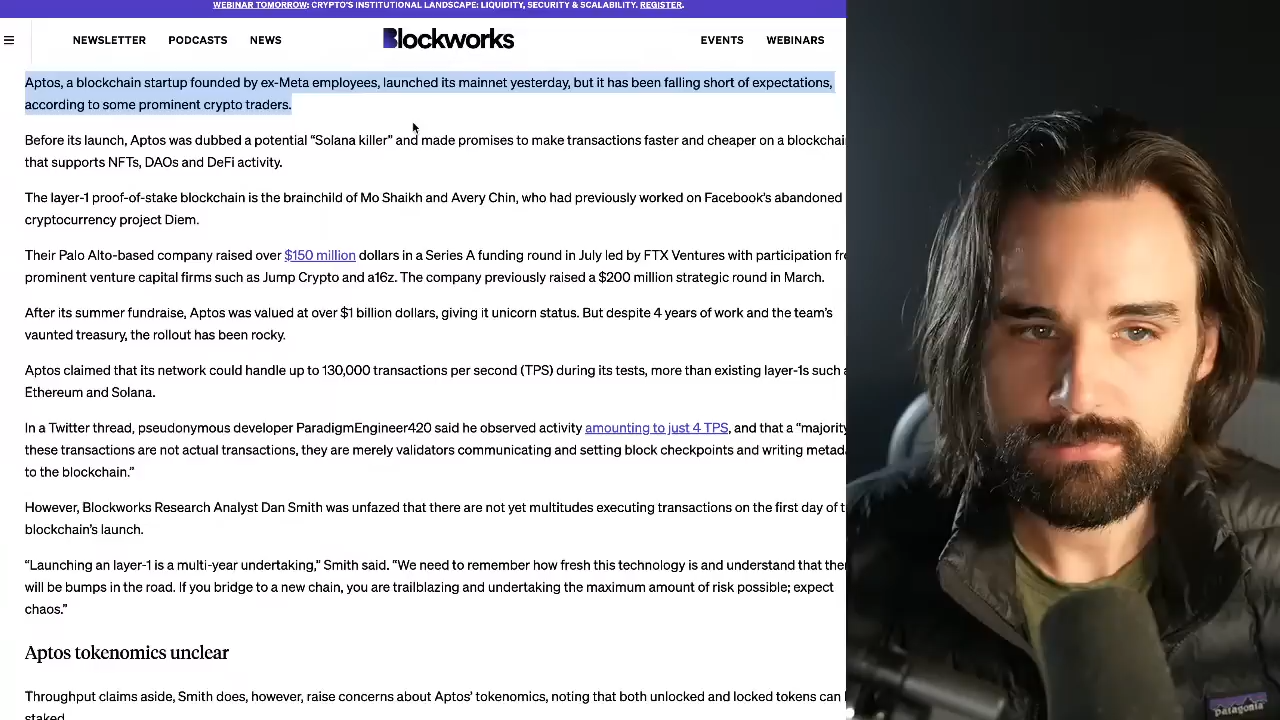 WEBINAR TOMORROW: CRYPTO'S INSTITUTIONAL LANDSCAPE: LIQUIDITY, SECURITY & SCALABILITY. REGISTER.
NEWSLETTER PODCASTS NEWS Blockworks EVENTS WEBINARS
Aptos, a blockchain startup founded by ex-Meta employees, launched its mainnet yesterday, but it has been falling short of expectations,
according to some prominent crypto traders.
Before its launch, Aptos was dubbed a potential “Solana killer” and made promises to make transactions faster and cheaper on a blockchai
that supports NFTs, DAOs and DeFi activity.
The layer-1 proof-of-stake blockchain is the brainchild of Mo Shaikh and Avery Chin, who had previously worked on Facebook's abandoned
cryptocurrency project Diem.
Their Palo Alto-based company raised over $150 million dollars in a Series A funding round in July led by FTX Ventures with participation fr
prominent venture capital firms such as Jump Crypto and a16z. The company previously raised a $200 million strategic round in March.
After its summer fundraise, Aptos was valued at over $1 billion dollars, giving it unicorn status. But despite 4 years of work and the team's
vaunted treasury, the rollout has been rocky.
Aptos claimed that its network could handle up to 130,000 transactions per second (TPS) during its tests, more than existing layer-1s such
Ethereum and Solana.
In a Twitter thread, pseudonymous developer ParadigmEngineer420 said he observed activity amounting to just 4 TPS, and that a “majority
these transactions are not actual transactions, they are merely validators communicating and setting block checkpoints and writing metad
to the blockchain.”
However, Blockworks Research Analyst Dan Smith was unfazed that there are not yet multitudes executing transactions on the first day of t
blockchain's launch.
“Launching an layer-1 is a multi-year undertaking,” Smith said. “We need to remember how fresh this technology is and understand that the
will be bumps in the road. If you bridge to a new chain, you are trailblazing and undertaking the maximum amount of risk possible; expect
chaos.”
Aptos tokenomics unclear
Throughput claims aside, Smith does, however, raise concerns about Aptos' tokenomics, noting that both unlocked and locked tokens can
staked.
patagonia